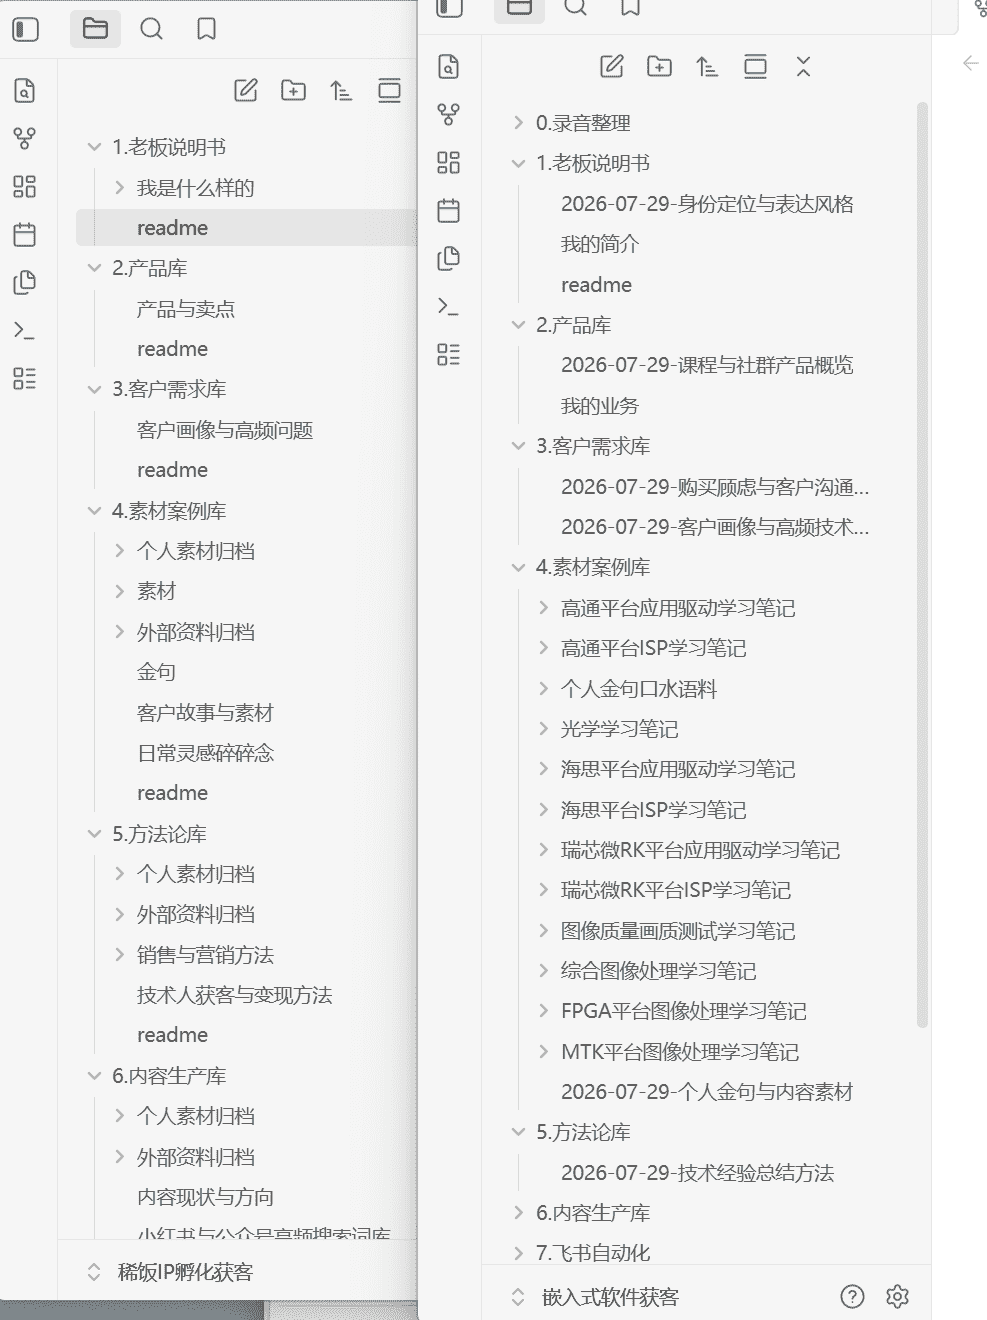 1.老板说明书
我是什么样的
readme
2.产品库
产品与卖点
readme
3.客户需求库
客户画像与高频问题
readme
4.素材案例库
个人素材归档
素材
外部资料归档
金句
客户故事与素材
日常灵感碎碎念
readme
5.方法论库
个人素材归档
外部资料归档
销售与营销方法
技术人获客与变现方法
readme
6.内容生产库
个人素材归档
外部资料归档
内容现状与方向
小红书与公众号高频搜索词库
稀饭IP孵化获客
0.录音整理
1.老板说明书
2026-07-29-身份定位与表达风格
我的简介
readme
2.产品库
2026-07-29-课程与社群产品概览
我的业务
3.客户需求库
2026-07-29-购买顾虑与客户沟通...
2026-07-29-客户画像与高频技术...
4.素材案例库
高通平台应用驱动学习笔记
高通平台ISP学习笔记
个人金句口水语料
光学学习笔记
海思平台应用驱动学习笔记
海思平台ISP学习笔记
瑞芯微RK平台应用驱动学习笔记
瑞芯微RK平台ISP学习笔记
图像质量画质测试学习笔记
综合图像处理学习笔记
FPGA平台图像处理学习笔记
MTK平台图像处理学习笔记
2026-07-29-个人金句与内容素材
5.方法论库
2026-07-29-技术经验总结方法
6.内容生产库
7.飞书自动化
嵌入式软件获客